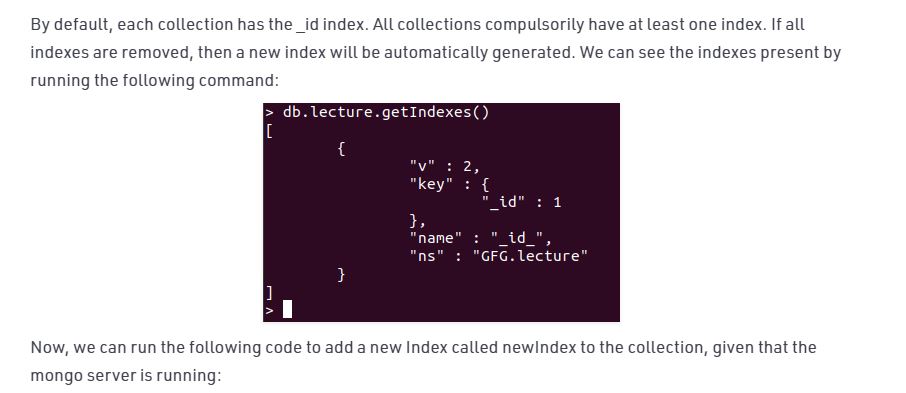 By default, each collection has the _id index. All collections compulsorily have at least one index. If all
indexes are removed, then a new index will be automatically generated. We can see the indexes present by
running the following command:
> db.lecture.getIndexes()
[
{
"v" : 2,
"key" : {
"_id" : 1
},
"name" : "_id_",
"ns" : "GFG.lecture"
}
]
>
Now, we can run the following code to add a new Index called newIndex to the collection, given that the
mongo server is running: